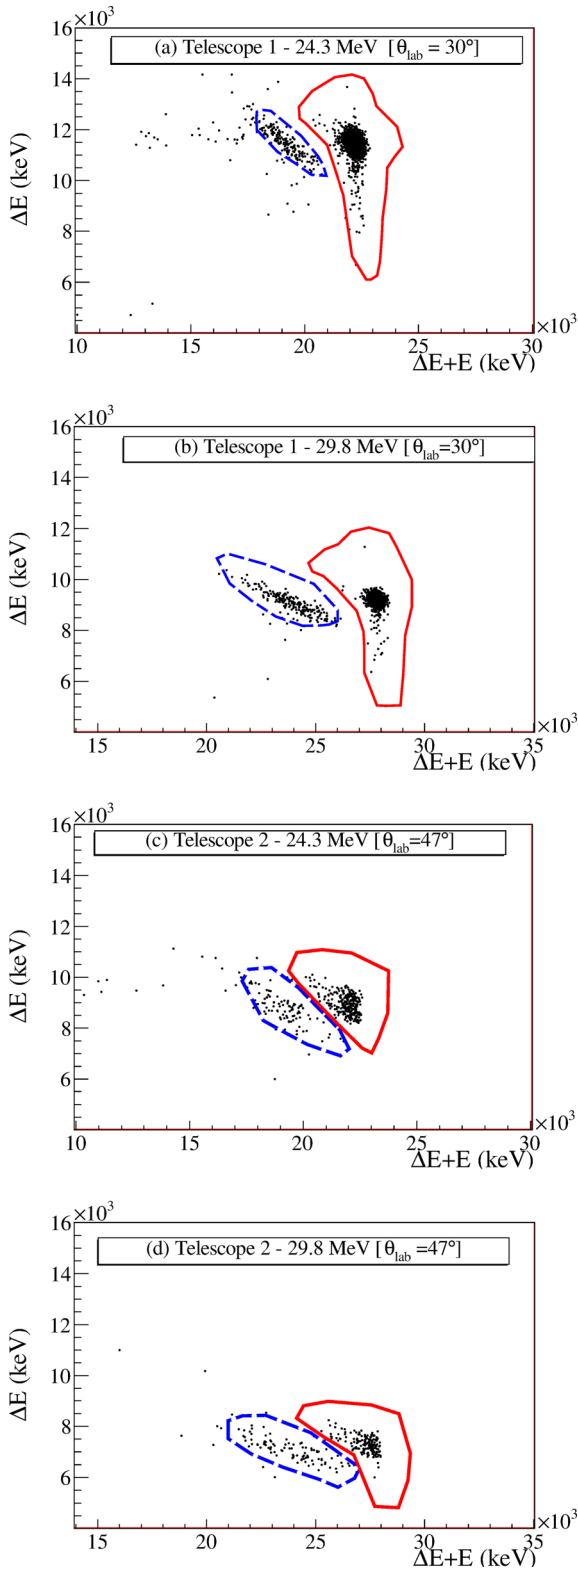 ×10³
16
(a) Telescope 1 - 24.3 MeV [θlab = 30°]
14
12
10
8
6
ΔE (keV)
10 15 20 25 30
×10³
ΔE+E (keV)
×10³
16
(b) Telescope 1 - 29.8 MeV [θlab=30°]
14
12
10
8
6
ΔE (keV)
15 20 25 30 35
×10³
ΔE+E (keV)
×10³
16
(c) Telescope 2 - 24.3 MeV [θlab=47°]
14
12
10
8
6
ΔE (keV)
10 15 20 25 30
×10³
ΔE+E (keV)
×10³
16
(d) Telescope 2 - 29.8 MeV [θlab =47°]
14
12
10
8
6
ΔE (keV)
15 20 25 30 35
×10³
ΔE+E (keV)